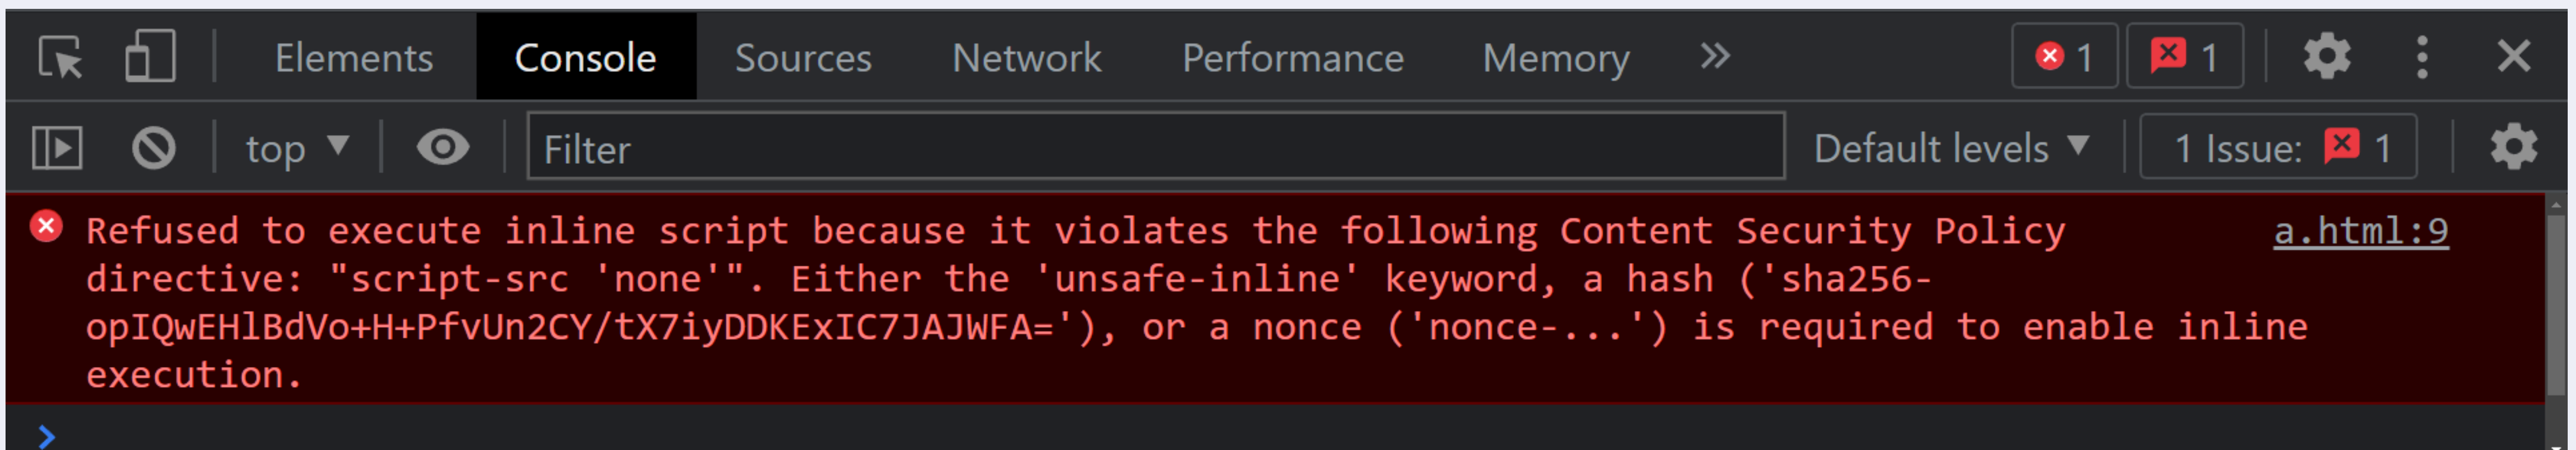 Elements Console Sources Network Performance Memory » 1 1
top ▼ Filter Default levels ▼ 1 Issue: 1
Refused to execute inline script because it violates the following Content Security Policy a.html:9
directive: "script-src 'none'". Either the 'unsafe-inline' keyword, a hash ('sha256-
opIQwEHlBdVo+H+PfvUn2CY/tX7iyDDKExIC7JAJWFA='), or a nonce ('nonce-...') is required to enable inline
execution.